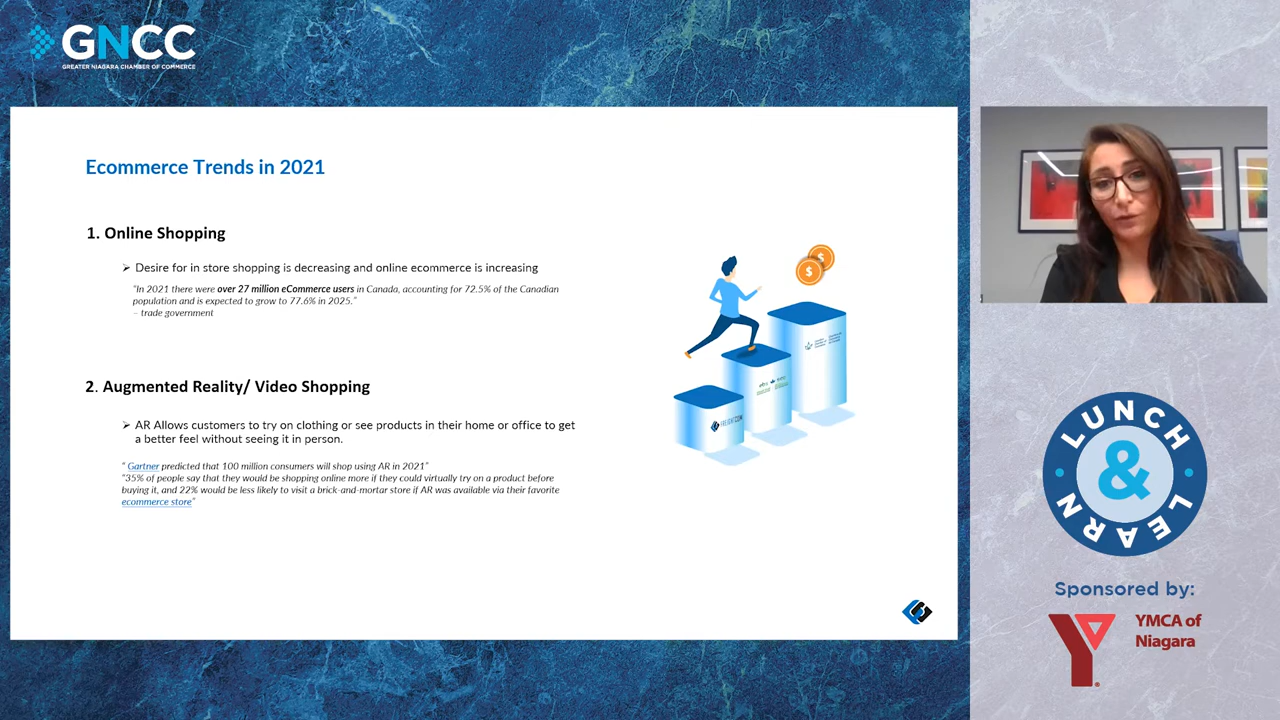 GNCC
GREATER NIAGARA CHAMBER OF COMMERCE
Ecommerce Trends in 2021
1. Online Shopping
➢ Desire for in store shopping is decreasing and online ecommerce is increasing
"In 2021 there were over 27 million eCommerce users in Canada, accounting for 72.5% of the Canadian
population and is expected to grow to 77.6% in 2025."
– trade government
2. Augmented Reality/ Video Shopping
➢ AR Allows customers to try on clothing or see products in their home or office to get
a better feel without seeing it in person.
" Gartner predicted that 100 million consumers will shop using AR in 2021"
"35% of people say that they would be shopping online more if they could virtually try on a product before
buying it, and 22% would be less likely to visit a brick-and-mortar store if AR was available via their favorite
ecommerce store"
$
$
FREIGHTCOM
LUNCH
&
LEARN
Sponsored by:
YMCA of
Niagara